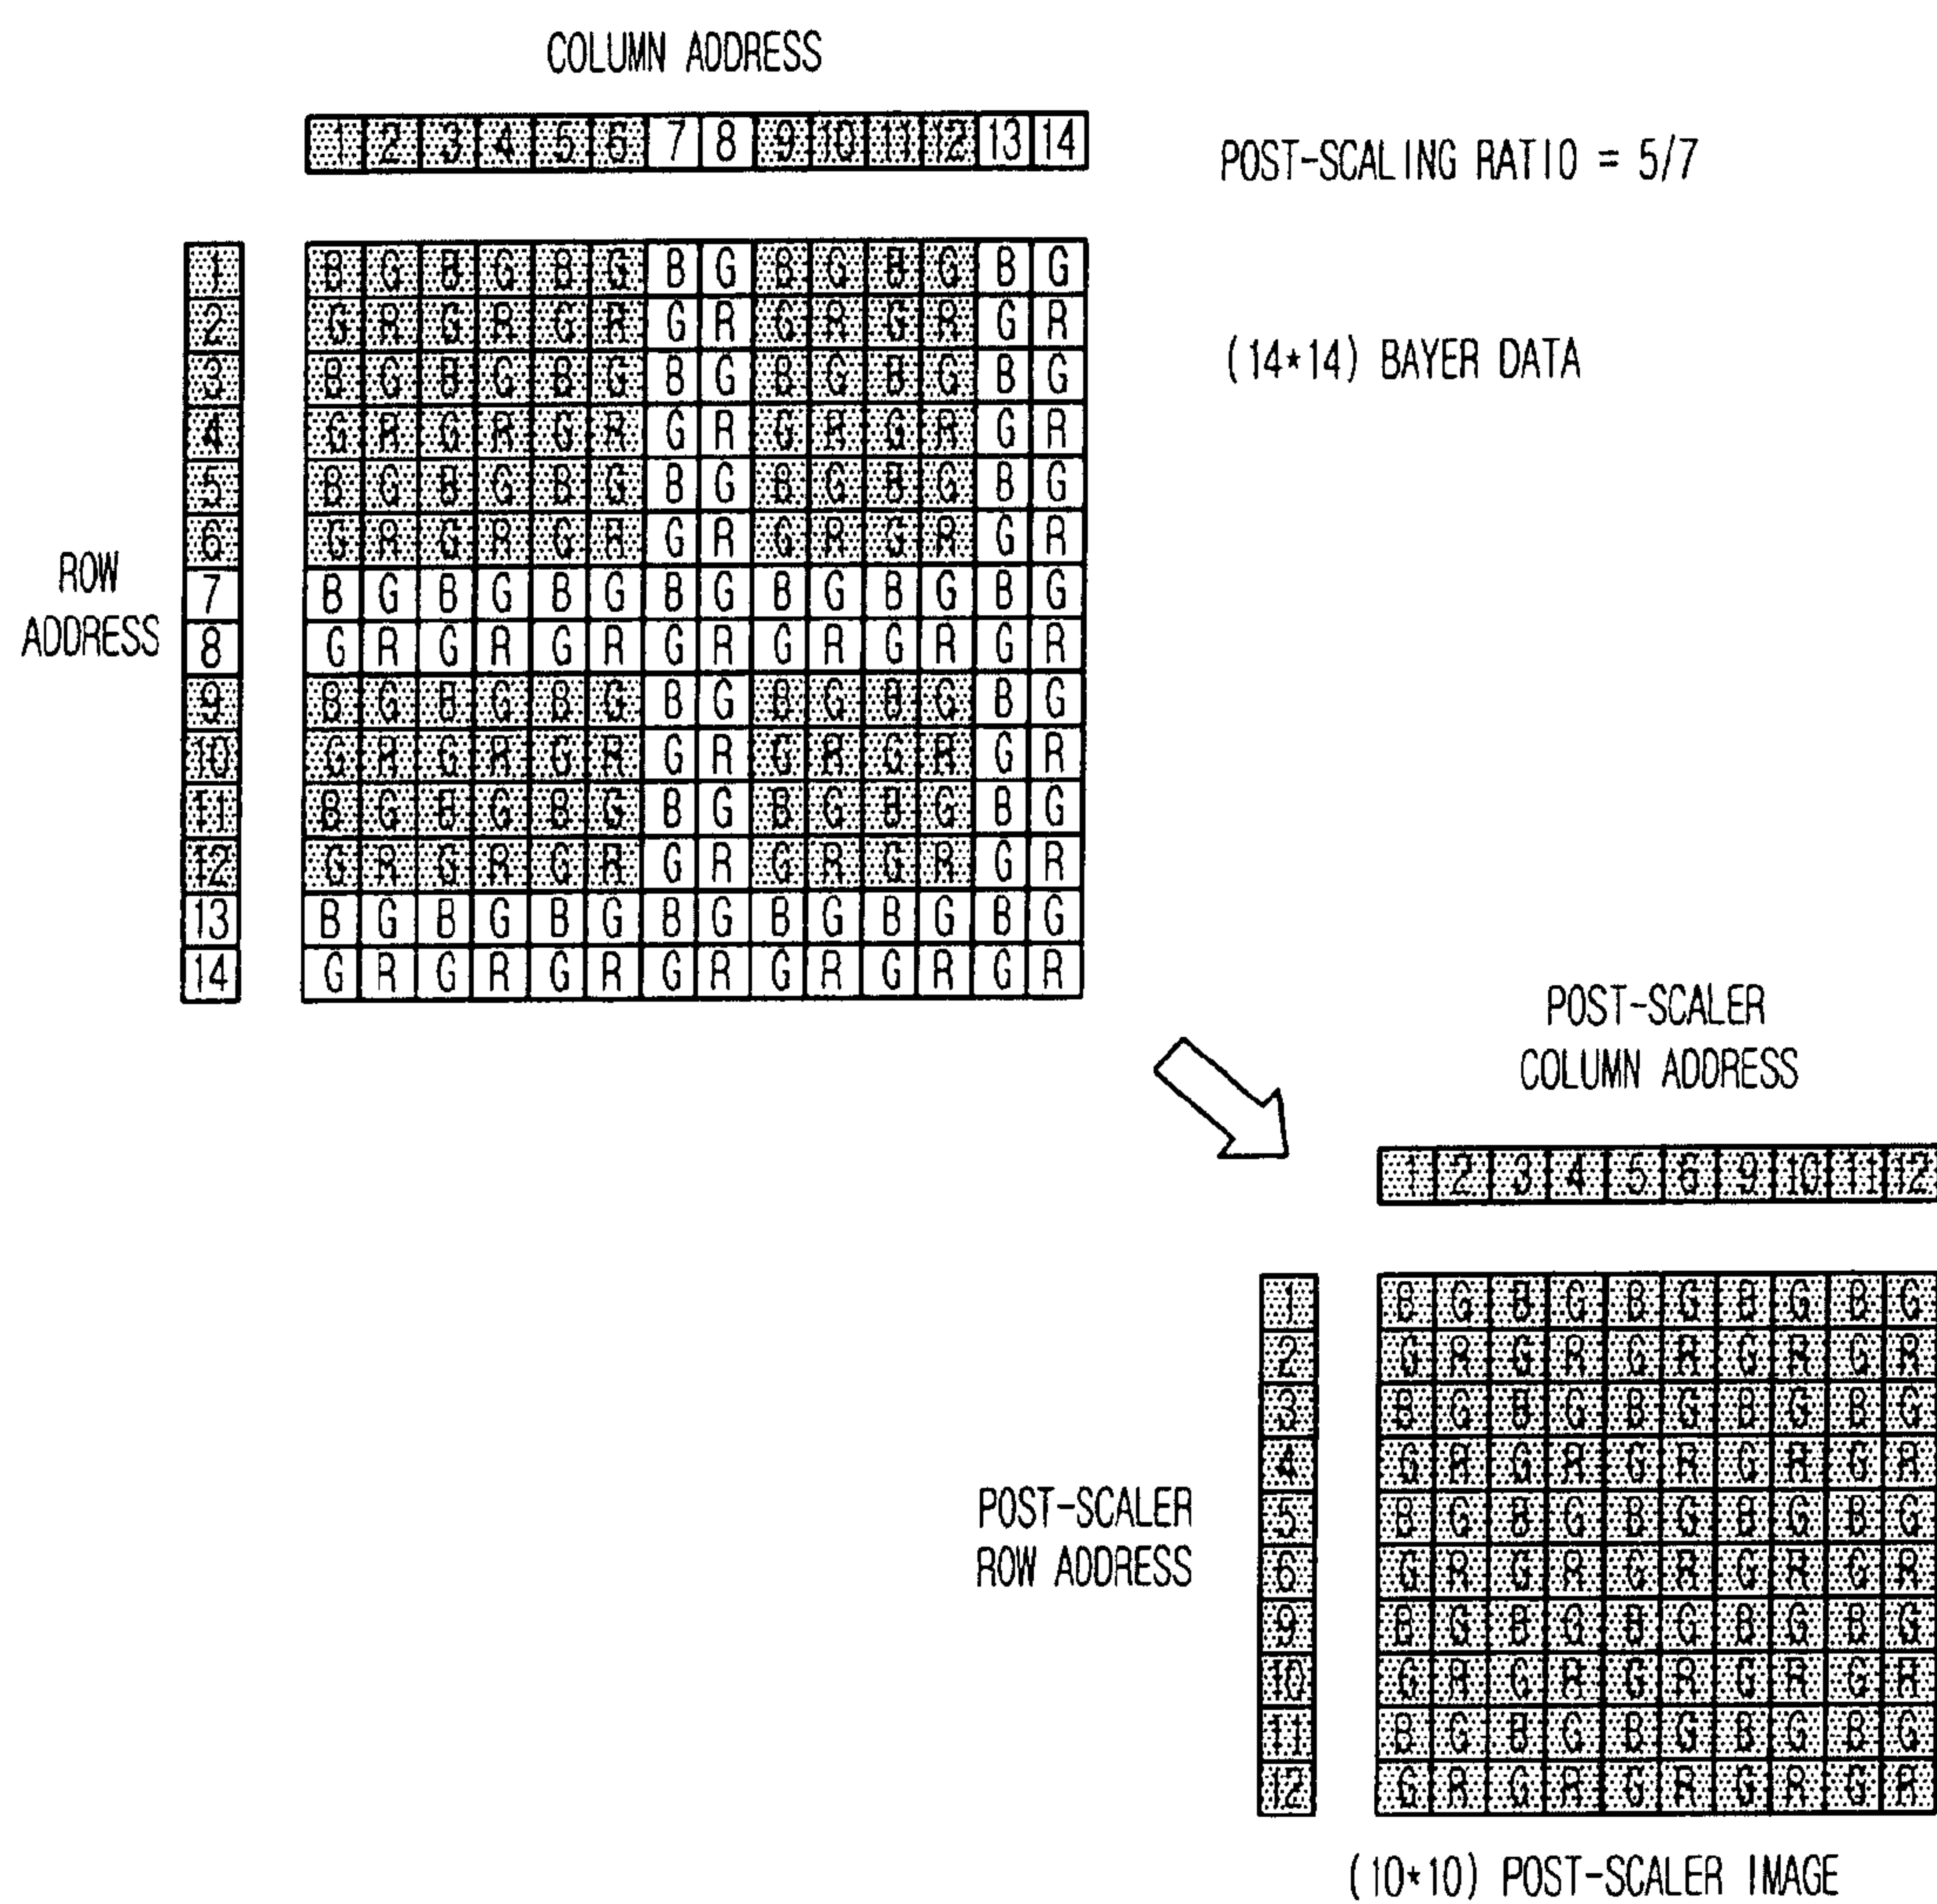 COLUMN ADDRESS
1 2 3 4 5 6 7 8 9 10 11 12 13 14
POST-SCALING RATIO = 5/7
(14*14) BAYER DATA
ROW
ADDRESS
1 B G B G B G B G B G B G B G
2 G R G R G R G R G R G R G R
3 B G B G B G B G B G B G B G
4 G R G R G R G R G R G R G R
5 B G B G B G B G B G B G B G
6 G R G R G R G R G R G R G R
7 B G B G B G B G B G B G B G
8 G R G R G R G R G R G R G R
9 B G B G B G B G B G B G B G
10 G R G R G R G R G R G R G R
11 B G B G B G B G B G B G B G
12 G R G R G R G R G R G R G R
13 B G B G B G B G B G B G B G
14 G R G R G R G R G R G R G R
POST-SCALER
COLUMN ADDRESS
1 2 3 4 5 6 9 10 11 12
POST-SCALER
ROW ADDRESS
1 B G B G B G B G B G
2 G R G R G R G R G R
3 B G B G B G B G B G
4 G R G R G R G R G R
5 B G B G B G B G B G
6 G R G R G R G R G R
9 B G B G B G B G B G
10 G R G R G R G R G R
11 B G B G B G B G B G
12 G R G R G R G R G R
(10*10) POST-SCALER IMAGE